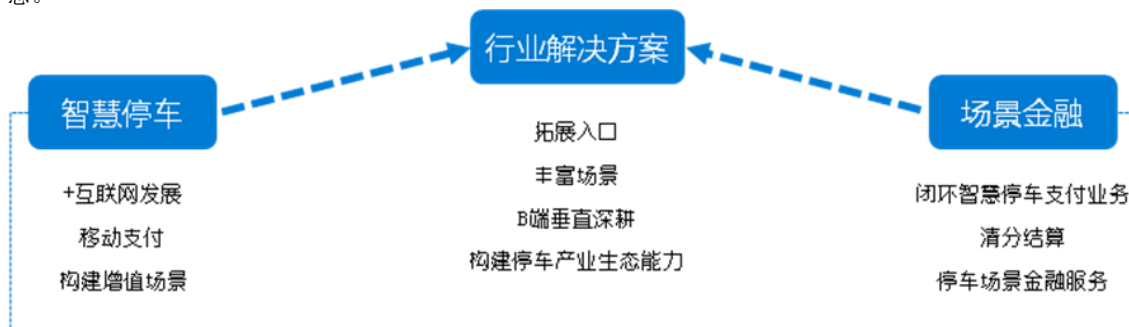 行业解决方案
智慧停车
场景金融
拓展入口
丰富场景
B端垂直深耕
构建停车产业生态能力
+互联网发展
移动支付
构建增值场景
闭环智慧停车支付业务
清分结算
停车场景金融服务